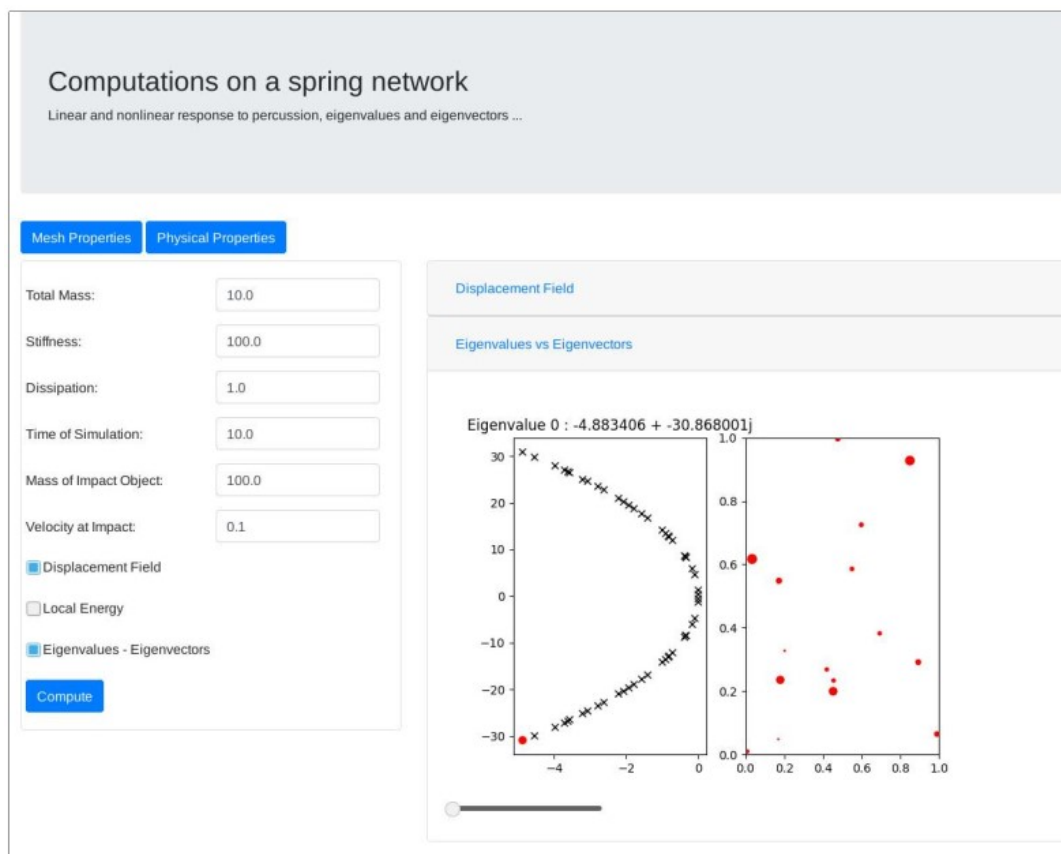 Computations on a spring network
Linear and nonlinear response to percussion, eigenvalues and eigenvectors ...
Mesh Properties
Physical Properties
Total Mass:
10.0
Stiffness:
100.0
Dissipation:
1.0
Time of Simulation:
10.0
Mass of Impact Object:
100.0
Velocity at Impact:
0.1
Displacement Field
Local Energy
Eigenvalues - Eigenvectors
Compute
Displacement Field
Eigenvalues vs Eigenvectors
Eigenvalue 0 : -4.883406 + -30.868001j
30
20
10
0
−10
−20
−30
−4
−2
0
1.0
0.8
0.6
0.4
0.2
0.0
0.0
0.2
0.4
0.6
0.8
1.0